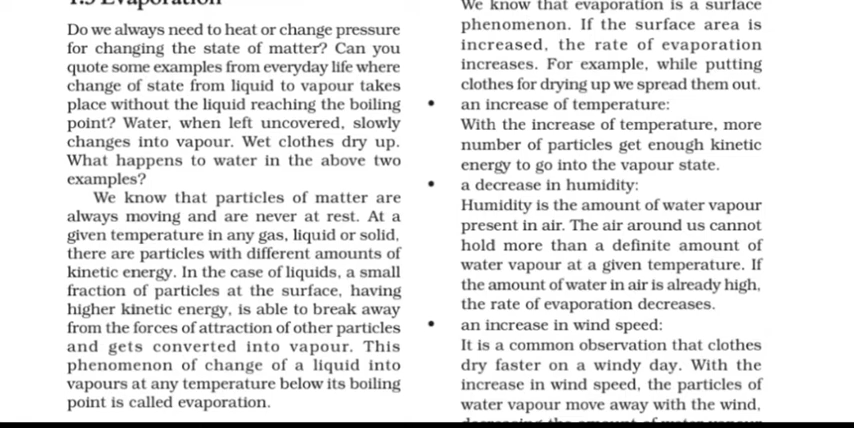 1.5 Evaporation
Do we always need to heat or change pressure
for changing the state of matter? Can you
quote some examples from everyday life where
change of state from liquid to vapour takes
place without the liquid reaching the boiling
point? Water, when left uncovered, slowly
changes into vapour. Wet clothes dry up.
What happens to water in the above two
examples?
We know that particles of matter are
always moving and are never at rest. At a
given temperature in any gas, liquid or solid,
there are particles with different amounts of
kinetic energy. In the case of liquids, a small
fraction of particles at the surface, having
higher kinetic energy, is able to break away
from the forces of attraction of other particles
and gets converted into vapour. This
phenomenon of change of a liquid into
vapours at any temperature below its boiling
point is called evaporation.
We know that evaporation is a surface
phenomenon. If the surface area is
increased, the rate of evaporation
increases. For example, while putting
clothes for drying up we spread them out.
• an increase of temperature:
With the increase of temperature, more
number of particles get enough kinetic
energy to go into the vapour state.
• a decrease in humidity:
Humidity is the amount of water vapour
present in air. The air around us cannot
hold more than a definite amount of
water vapour at a given temperature. If
the amount of water in air is already high,
the rate of evaporation decreases.
• an increase in wind speed:
It is a common observation that clothes
dry faster on a windy day. With the
increase in wind speed, the particles of
water vapour move away with the wind,